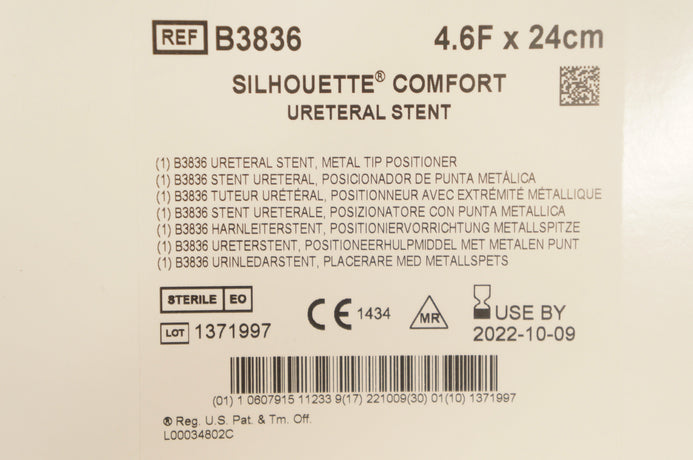 REF B3836 4.6F x 24cm
SILHOUETTE® COMFORT
URETERAL STENT
(1) B3836 URETERAL STENT, METAL TIP POSITIONER
(1) B3836 STENT URETERAL, POSICIONADOR DE PUNTA METÁLICA
(1) B3836 TUTEUR URÉTÉRAL, POSITIONNEUR AVEC EXTRÉMITÉ MÉTALLIQUE
(1) B3836 STENT URETERALE, POSIZIONATORE CON PUNTA METALLICA
(1) B3836 HARNLEITERSTENT, POSITIONIERVORRICHTUNG METALLSPITZE
(1) B3836 URETERSTENT, POSITIONEERHULPMIDDEL MET METALEN PUNT
(1) B3836 URINLEDARSTENT, PLACERARE MED METALLSPETS
STERILE EO
LOT 1371997
CE 1434
MR
USE BY
2022-10-09
(01) 1 0607915 11233 9(17) 221009(30) 01(10) 1371997
® Reg. U.S. Pat. & Tm. Off.
L00034802C